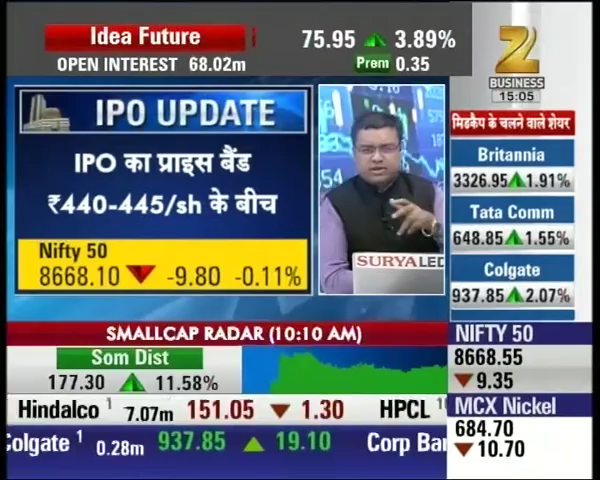 Idea Future
75.95 3.89%
OPEN INTEREST 68.02m
Prem 0.35
Z
BUSINESS
15:05
IPO UPDATE
IPO का प्राइस बैंड
₹440-445/sh के बीच
Nifty 50
8668.10 -9.80 -0.11%
SURYA LED
मिडकैप के चलने वाले शेयर
Britannia
3326.95 1.91%
Tata Comm
648.85 1.55%
Colgate
937.85 2.07%
SMALLCAP RADAR (10:10 AM)
Som Dist
177.30 11.58%
NIFTY 50
8668.55
9.35
MCX Nickel
684.70
10.70
Hindalco 1 7.07m 151.05 1.30 HPCL
Colgate 1 0.28m 937.85 19.10 Corp Ban